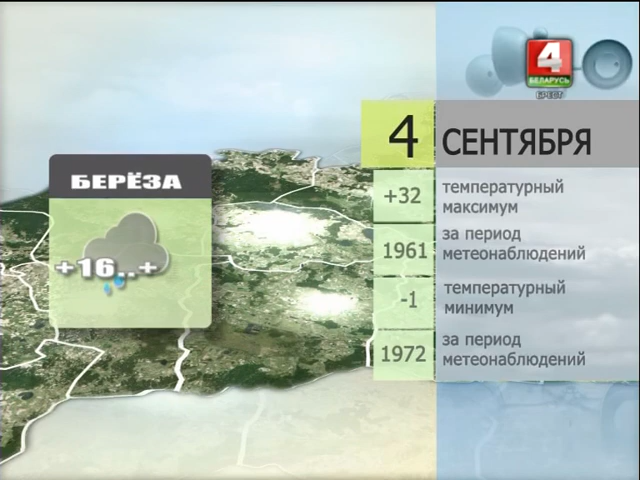 4
БЕЛАРУСЬ
БРЕСТ
4 СЕНТЯБРЯ
БЕРЁЗА
+16..+
+32 температурный
максимум
1961 за период
метеонаблюдений
-1 температурный
минимум
1972 за период
метеонаблюдений